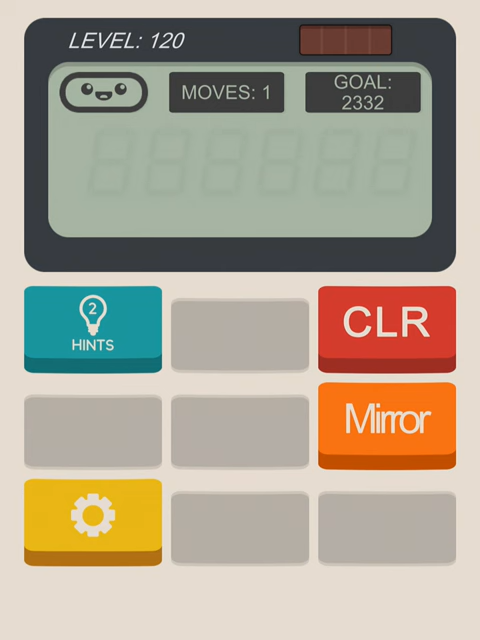 LEVEL: 120
MOVES: 1
GOAL:
2332
2
HINTS
CLR
Mirror